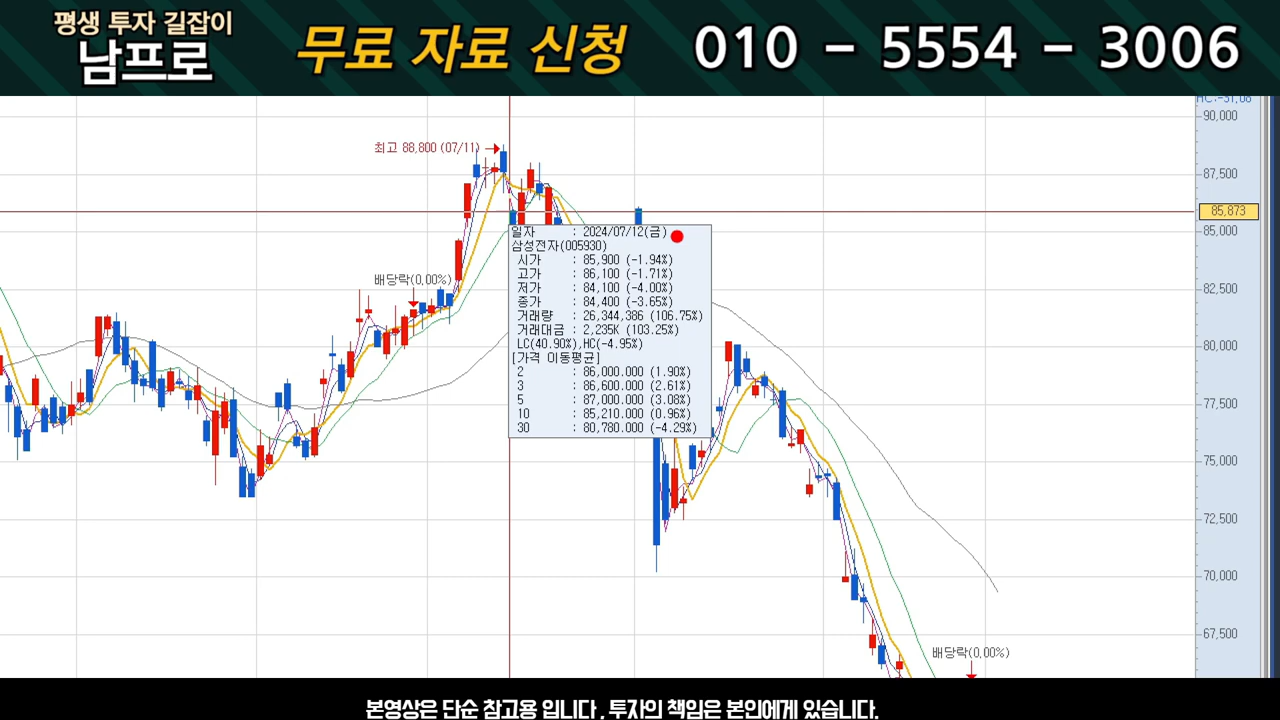 평생 투자 길잡이
남프로
무료 자료 신청
010 - 5554 - 3006
90,000
최고 88,800 (07/11)
87,500
85,873
85,000
일자 : 2024/07/12(금)
삼성전자(005930)
시가 : 85,900 (-1.94%)
고가 : 86,100 (-1.71%)
저가 : 84,100 (-4.00%)
종가 : 84,400 (-3.65%)
거래량 : 26,344,386 (106.75%)
거래대금 : 2,235K (103.25%)
LC(40.90%),HC(-4.95%)
[가격 이동평균]
2 : 86,000.000 (1.90%)
3 : 86,600.000 (2.61%)
5 : 87,000.000 (3.08%)
10 : 85,210.000 (0.96%)
30 : 80,780.000 (-4.29%)
배당락(0,00%)
82,500
80,000
77,500
75,000
72,500
70,000
67,500
배당락(0,00%)
본영상은 단순 참고용 입니다 , 투자의 책임은 본인에게 있습니다.